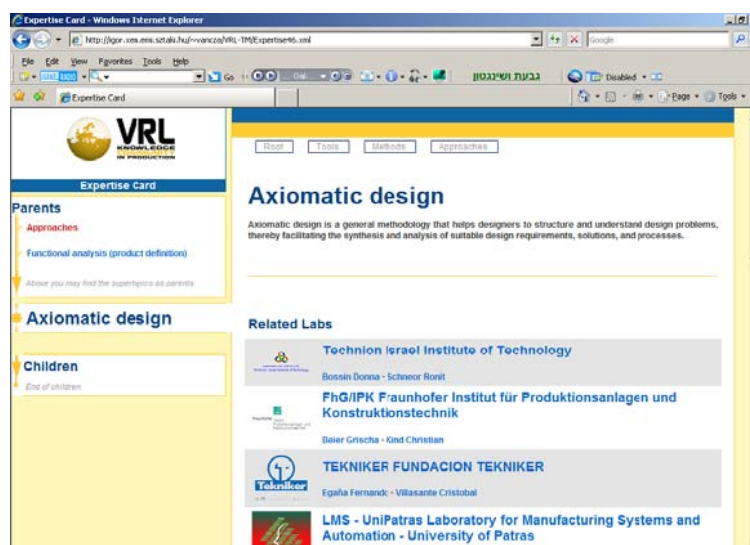 Expertise Card - Windows Internet Explorer
http://igor.xms.ems.sztaki.hu/~vancza/VRL-TM/Expertise46.xml
Google
File Edit View Favorites Tools Help
Go
גבעת ושינגטון
Disabled
Expertise Card
Page Tools
VRL
KNOWLEDGE
COMMUNITY
IN PRODUCTION
Root Tools Methods Approaches
Expertise Card
Parents
Approaches
Functional analysis (product definition)
Above you may find the supertopics as parents
Axiomatic design
Children
End of children
Axiomatic design
Axiomatic design is a general methodology that helps designers to structure and understand design problems,
thereby facilitating the synthesis and analysis of suitable design requirements, solutions, and processes.
Related Labs
Technion Israel Institute of Technology
Bossin Donna - Schneor Ronit
FhG/IPK Fraunhofer Institut für Produktionsanlagen und
Konstruktionstechnik
Beier Grischa - Kind Christian
Tekniker
TEKNIKER FUNDACION TEKNIKER
Egaña Fernando - Villasante Cristobal
LMS - UniPatras Laboratory for Manufacturing Systems and
Automation - University of Patras